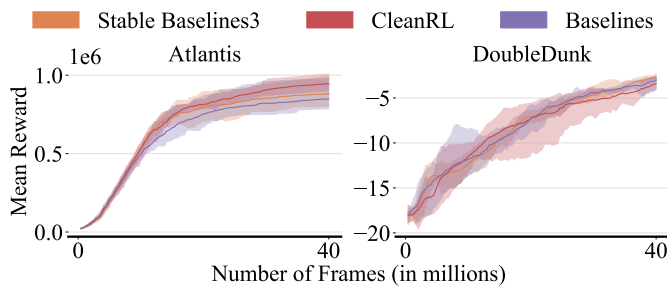 Stable Baselines3 CleanRL Baselines
1e6 Atlantis DoubleDunk
Mean Reward
1.0
0.5
0.0
0 40
−5
−10
−15
−20
0 40
Number of Frames (in millions)